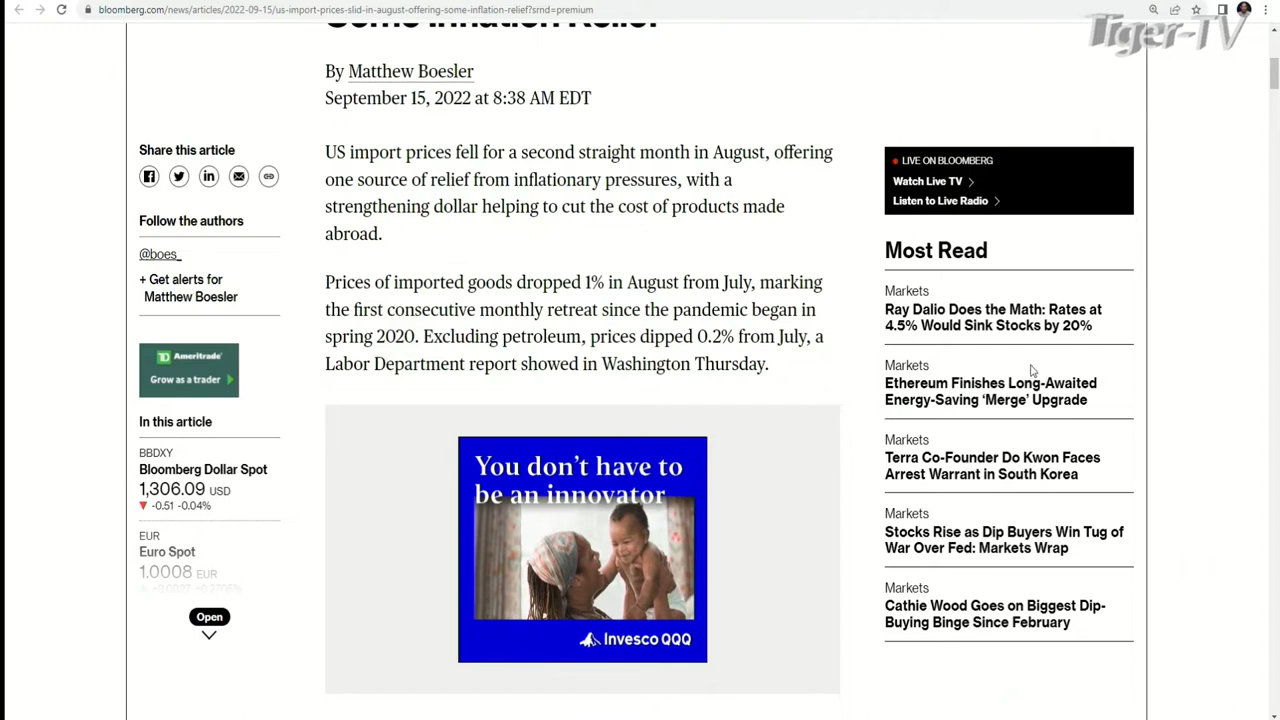 bloomberg.com/news/articles/2022-09-15/us-import-prices-slid-in-august-offering-some-inflation-relief?srnd=premium
Tiger-TV
Some Inflation Relief
By Matthew Boesler
September 15, 2022 at 8:38 AM EDT
Share this article
Follow the authors
@boes_
+ Get alerts for
Matthew Boesler
TD Ameritrade
Grow as a trader
In this article
BBDXY
Bloomberg Dollar Spot
1,306.09 USD
-0.51 -0.04%
EUR
Euro Spot
1.0008 EUR
Open
US import prices fell for a second straight month in August, offering
one source of relief from inflationary pressures, with a
strengthening dollar helping to cut the cost of products made
abroad.
Prices of imported goods dropped 1% in August from July, marking
the first consecutive monthly retreat since the pandemic began in
spring 2020. Excluding petroleum, prices dipped 0.2% from July, a
Labor Department report showed in Washington Thursday.
You don't have to
be an innovator
Invesco QQQ
LIVE ON BLOOMBERG
Watch Live TV
Listen to Live Radio
Most Read
Markets
Ray Dalio Does the Math: Rates at
4.5% Would Sink Stocks by 20%
Markets
Ethereum Finishes Long-Awaited
Energy-Saving ‘Merge’ Upgrade
Markets
Terra Co-Founder Do Kwon Faces
Arrest Warrant in South Korea
Markets
Stocks Rise as Dip Buyers Win Tug of
War Over Fed: Markets Wrap
Markets
Cathie Wood Goes on Biggest Dip-
Buying Binge Since February